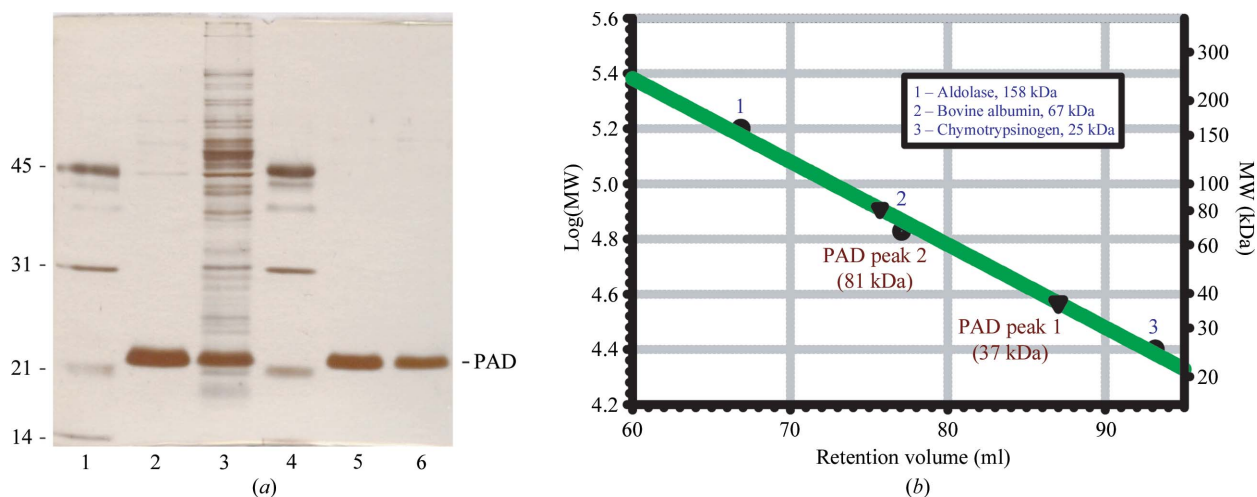 45 -
31 -
21 -
14 -
- PAD
1 2 3 4 5 6
(a)
(b)
5.6
5.4
5.2
5.0
4.8
4.6
4.4
4.2
Log(MW)
60 70 80 90
Retention volume (ml)
300
200
150
100
80
60
40
30
20
MW (kDa)
1 – Aldolase, 158 kDa
2 – Bovine albumin, 67 kDa
3 – Chymotrypsinogen, 25 kDa
1
2
PAD peak 2
(81 kDa)
PAD peak 1
(37 kDa)
3